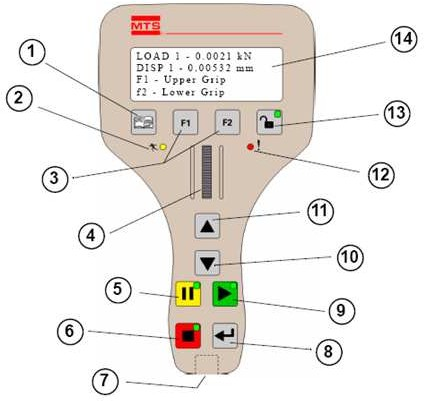 MTS
LOAD 1 - 0.0021 kN
DISP 1 - 0.00532 mm
F1 - Upper Grip
f2 - Lower Grip
14
1
2
F1
F2
13
!
3
12
4
11
10
5
9
6
8
7